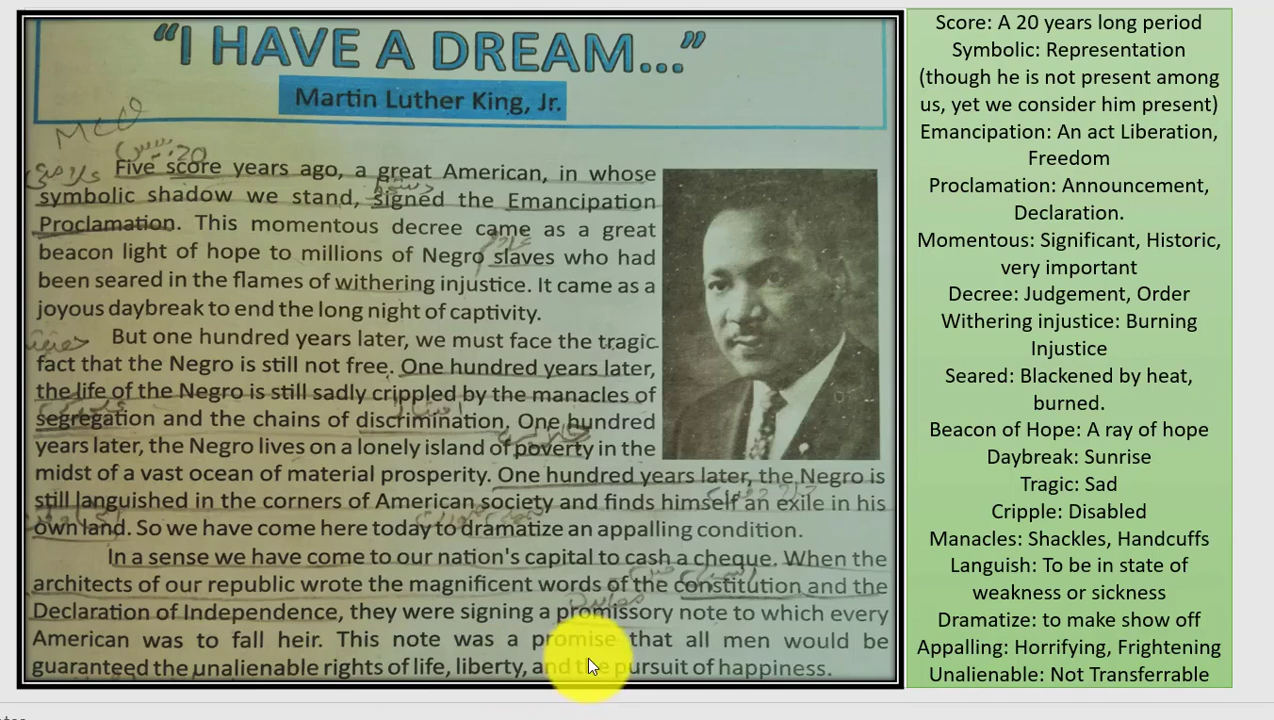 "I HAVE A DREAM..."
Martin Luther King, Jr.
MCQ
Five score years ago, a great American, in whose
symbolic shadow we stand, signed the Emancipation
Proclamation. This momentous decree came as a great
beacon light of hope to millions of Negro slaves who had
been seared in the flames of withering injustice. It came as a
joyous daybreak to end the long night of captivity.
But one hundred years later, we must face the tragic
fact that the Negro is still not free. One hundred years later,
the life of the Negro is still sadly crippled by the manacles of
segregation and the chains of discrimination. One hundred
years later, the Negro lives on a lonely island of poverty in the
midst of a vast ocean of material prosperity. One hundred years later, the Negro is
still languished in the corners of American society and finds himself an exile in his
own land. So we have come here today to dramatize an appalling condition.
In a sense we have come to our nation's capital to cash a cheque. When the
architects of our republic wrote the magnificent words of the constitution and the
Declaration of Independence, they were signing a promissory note to which every
American was to fall heir. This note was a promise that all men would be
guaranteed the unalienable rights of life, liberty, and the pursuit of happiness.
Score: A 20 years long period
Symbolic: Representation
(though he is not present among
us, yet we consider him present)
Emancipation: An act Liberation,
Freedom
Proclamation: Announcement,
Declaration.
Momentous: Significant, Historic,
very important
Decree: Judgement, Order
Withering injustice: Burning
Injustice
Seared: Blackened by heat,
burned.
Beacon of Hope: A ray of hope
Daybreak: Sunrise
Tragic: Sad
Cripple: Disabled
Manacles: Shackles, Handcuffs
Languish: To be in state of
weakness or sickness
Dramatize: to make show off
Appalling: Horrifying, Frightening
Unalienable: Not Transferrable